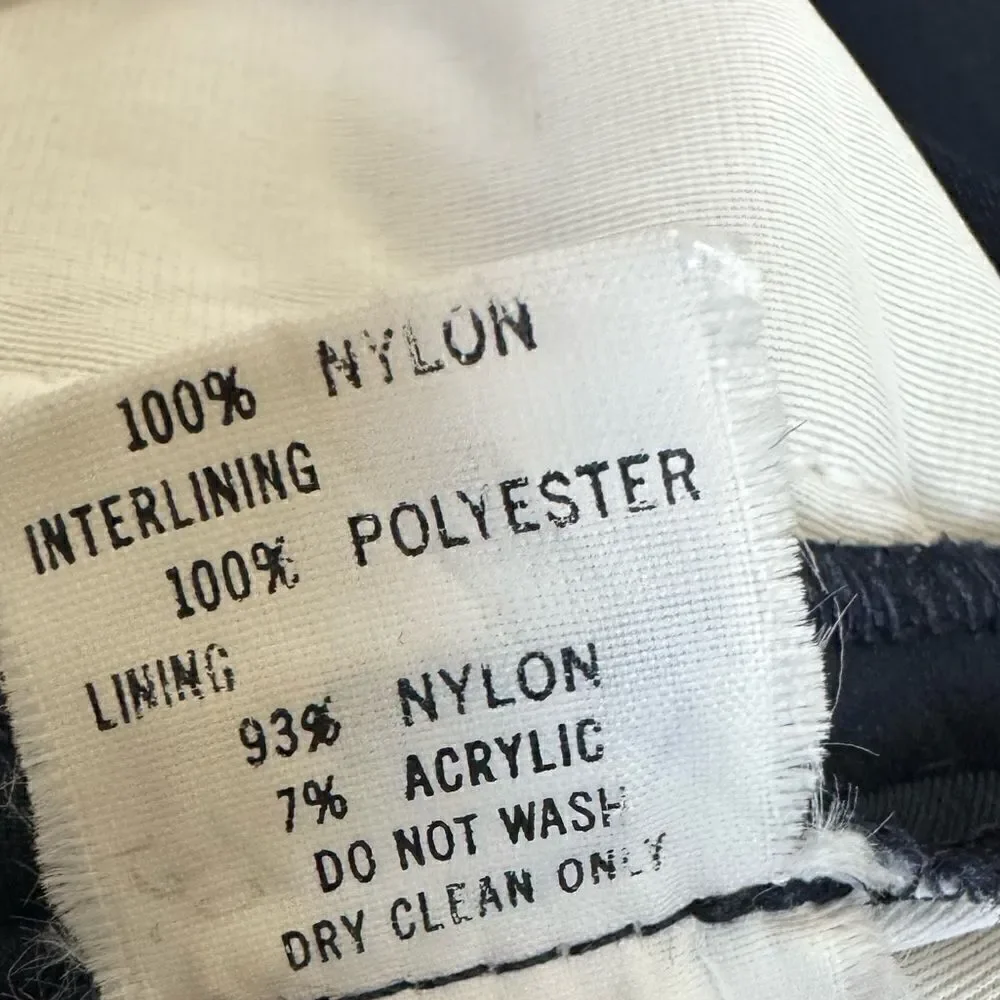 100% NYLON
INTERLINING
100% POLYESTER
LINING
93% NYLON
7% ACRYLIC
DO NOT WASH
DRY CLEAN ONLY